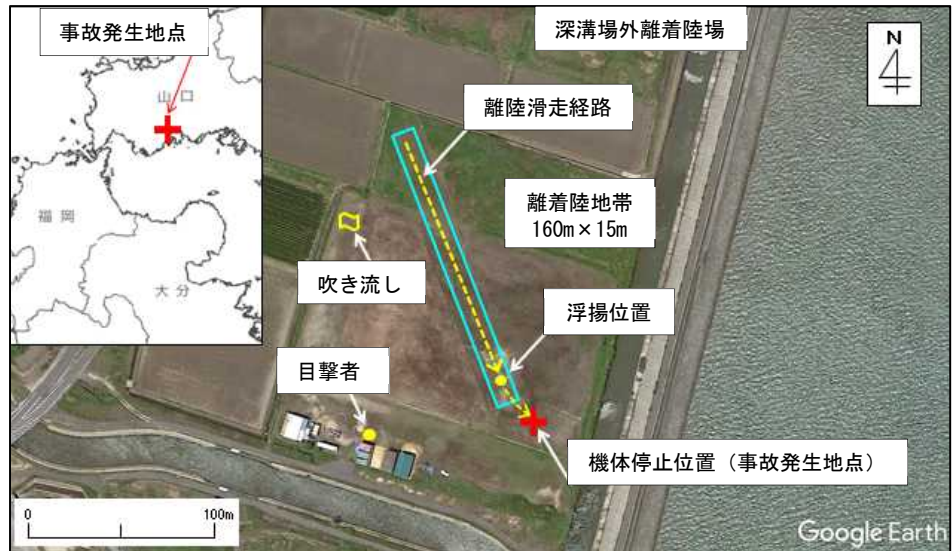 事故発生地点
深溝場外離着陸場
N
山口
離陸滑走経路
福岡
離着陸地帯
160m×15m
大分
吹き流し
浮揚位置
目撃者
機体停止位置(事故発生地点)
0
100m
Google Earth